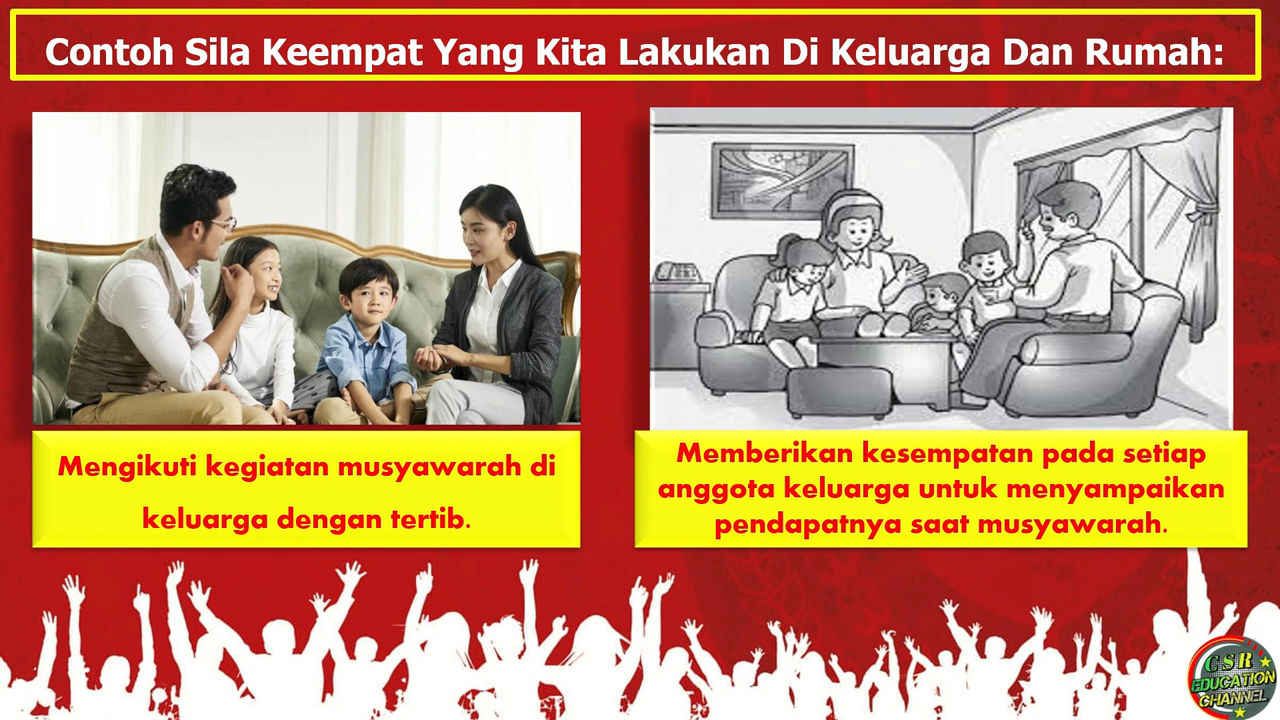 Contoh Sila Keempat Yang Kita Lakukan Di Keluarga Dan Rumah:
Mengikuti kegiatan musyawarah di
keluarga dengan tertib.
Memberikan kesempatan pada setiap
anggota keluarga untuk menyampaikan
pendapatnya saat musyawarah.
CSR
EDUCATION
CHANNEL